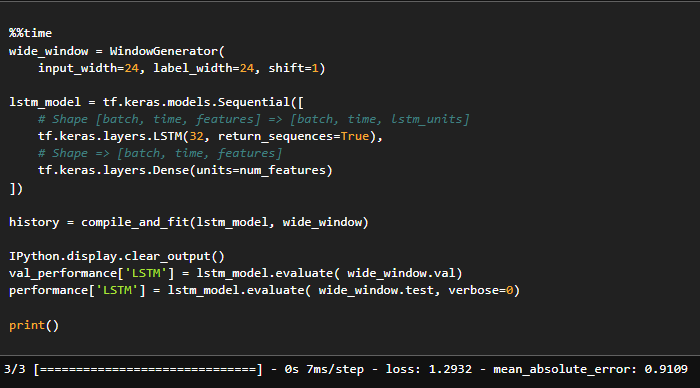 %%time
wide_window = WindowGenerator(
    input_width=24, label_width=24, shift=1)

lstm_model = tf.keras.models.Sequential([
    # Shape [batch, time, features] => [batch, time, lstm_units]
    tf.keras.layers.LSTM(32, return_sequences=True),
    # Shape => [batch, time, features]
    tf.keras.layers.Dense(units=num_features)
])

history = compile_and_fit(lstm_model, wide_window)

IPython.display.clear_output()
val_performance['LSTM'] = lstm_model.evaluate( wide_window.val)
performance['LSTM'] = lstm_model.evaluate( wide_window.test, verbose=0)

print()
3/3 [==============================] - 0s 7ms/step - loss: 1.2932 - mean_absolute_error: 0.9109